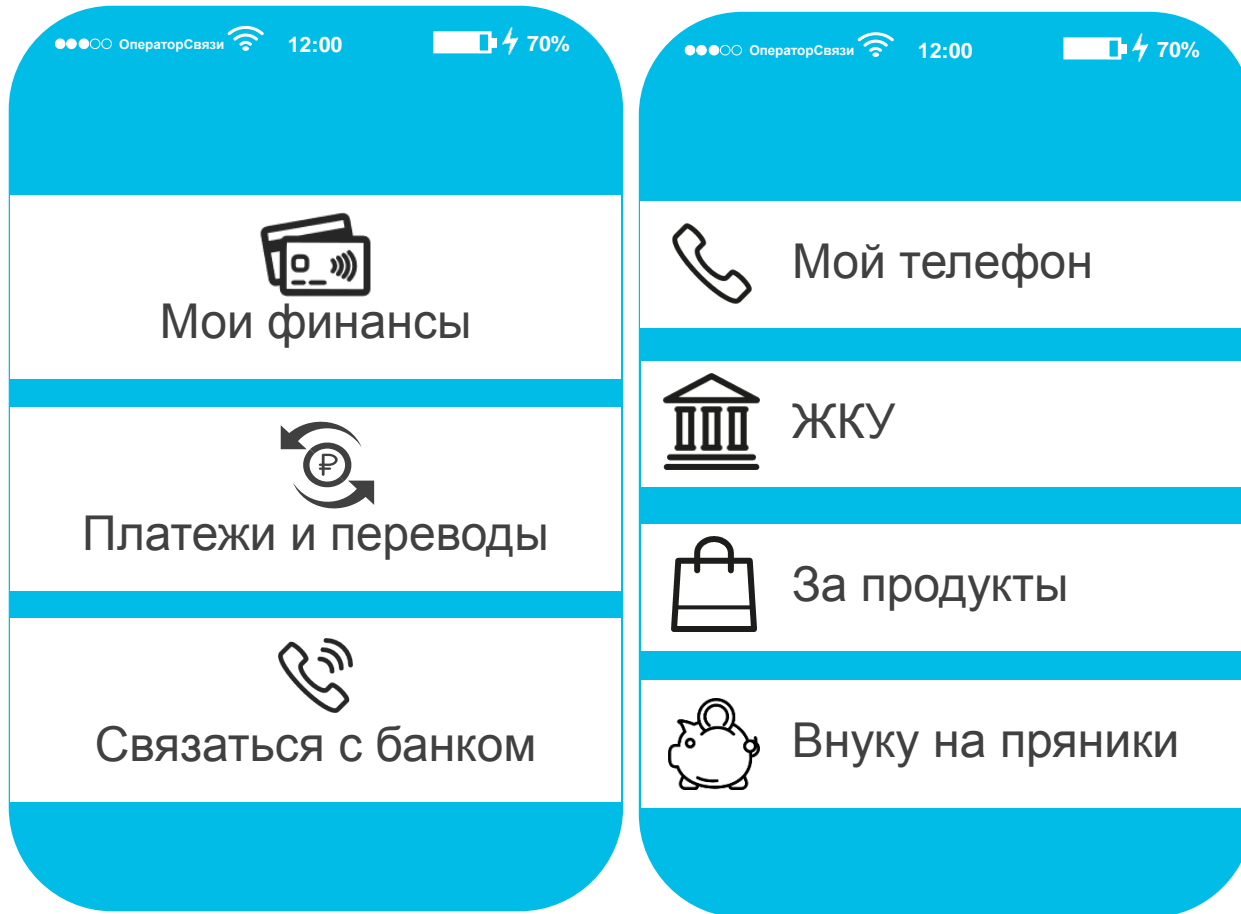 ОператорСвязи 12:00 70%
Мои финансы
Платежи и переводы
Связаться с банком
ОператорСвязи 12:00 70%
Мой телефон
ЖКУ
За продукты
Внуку на пряники